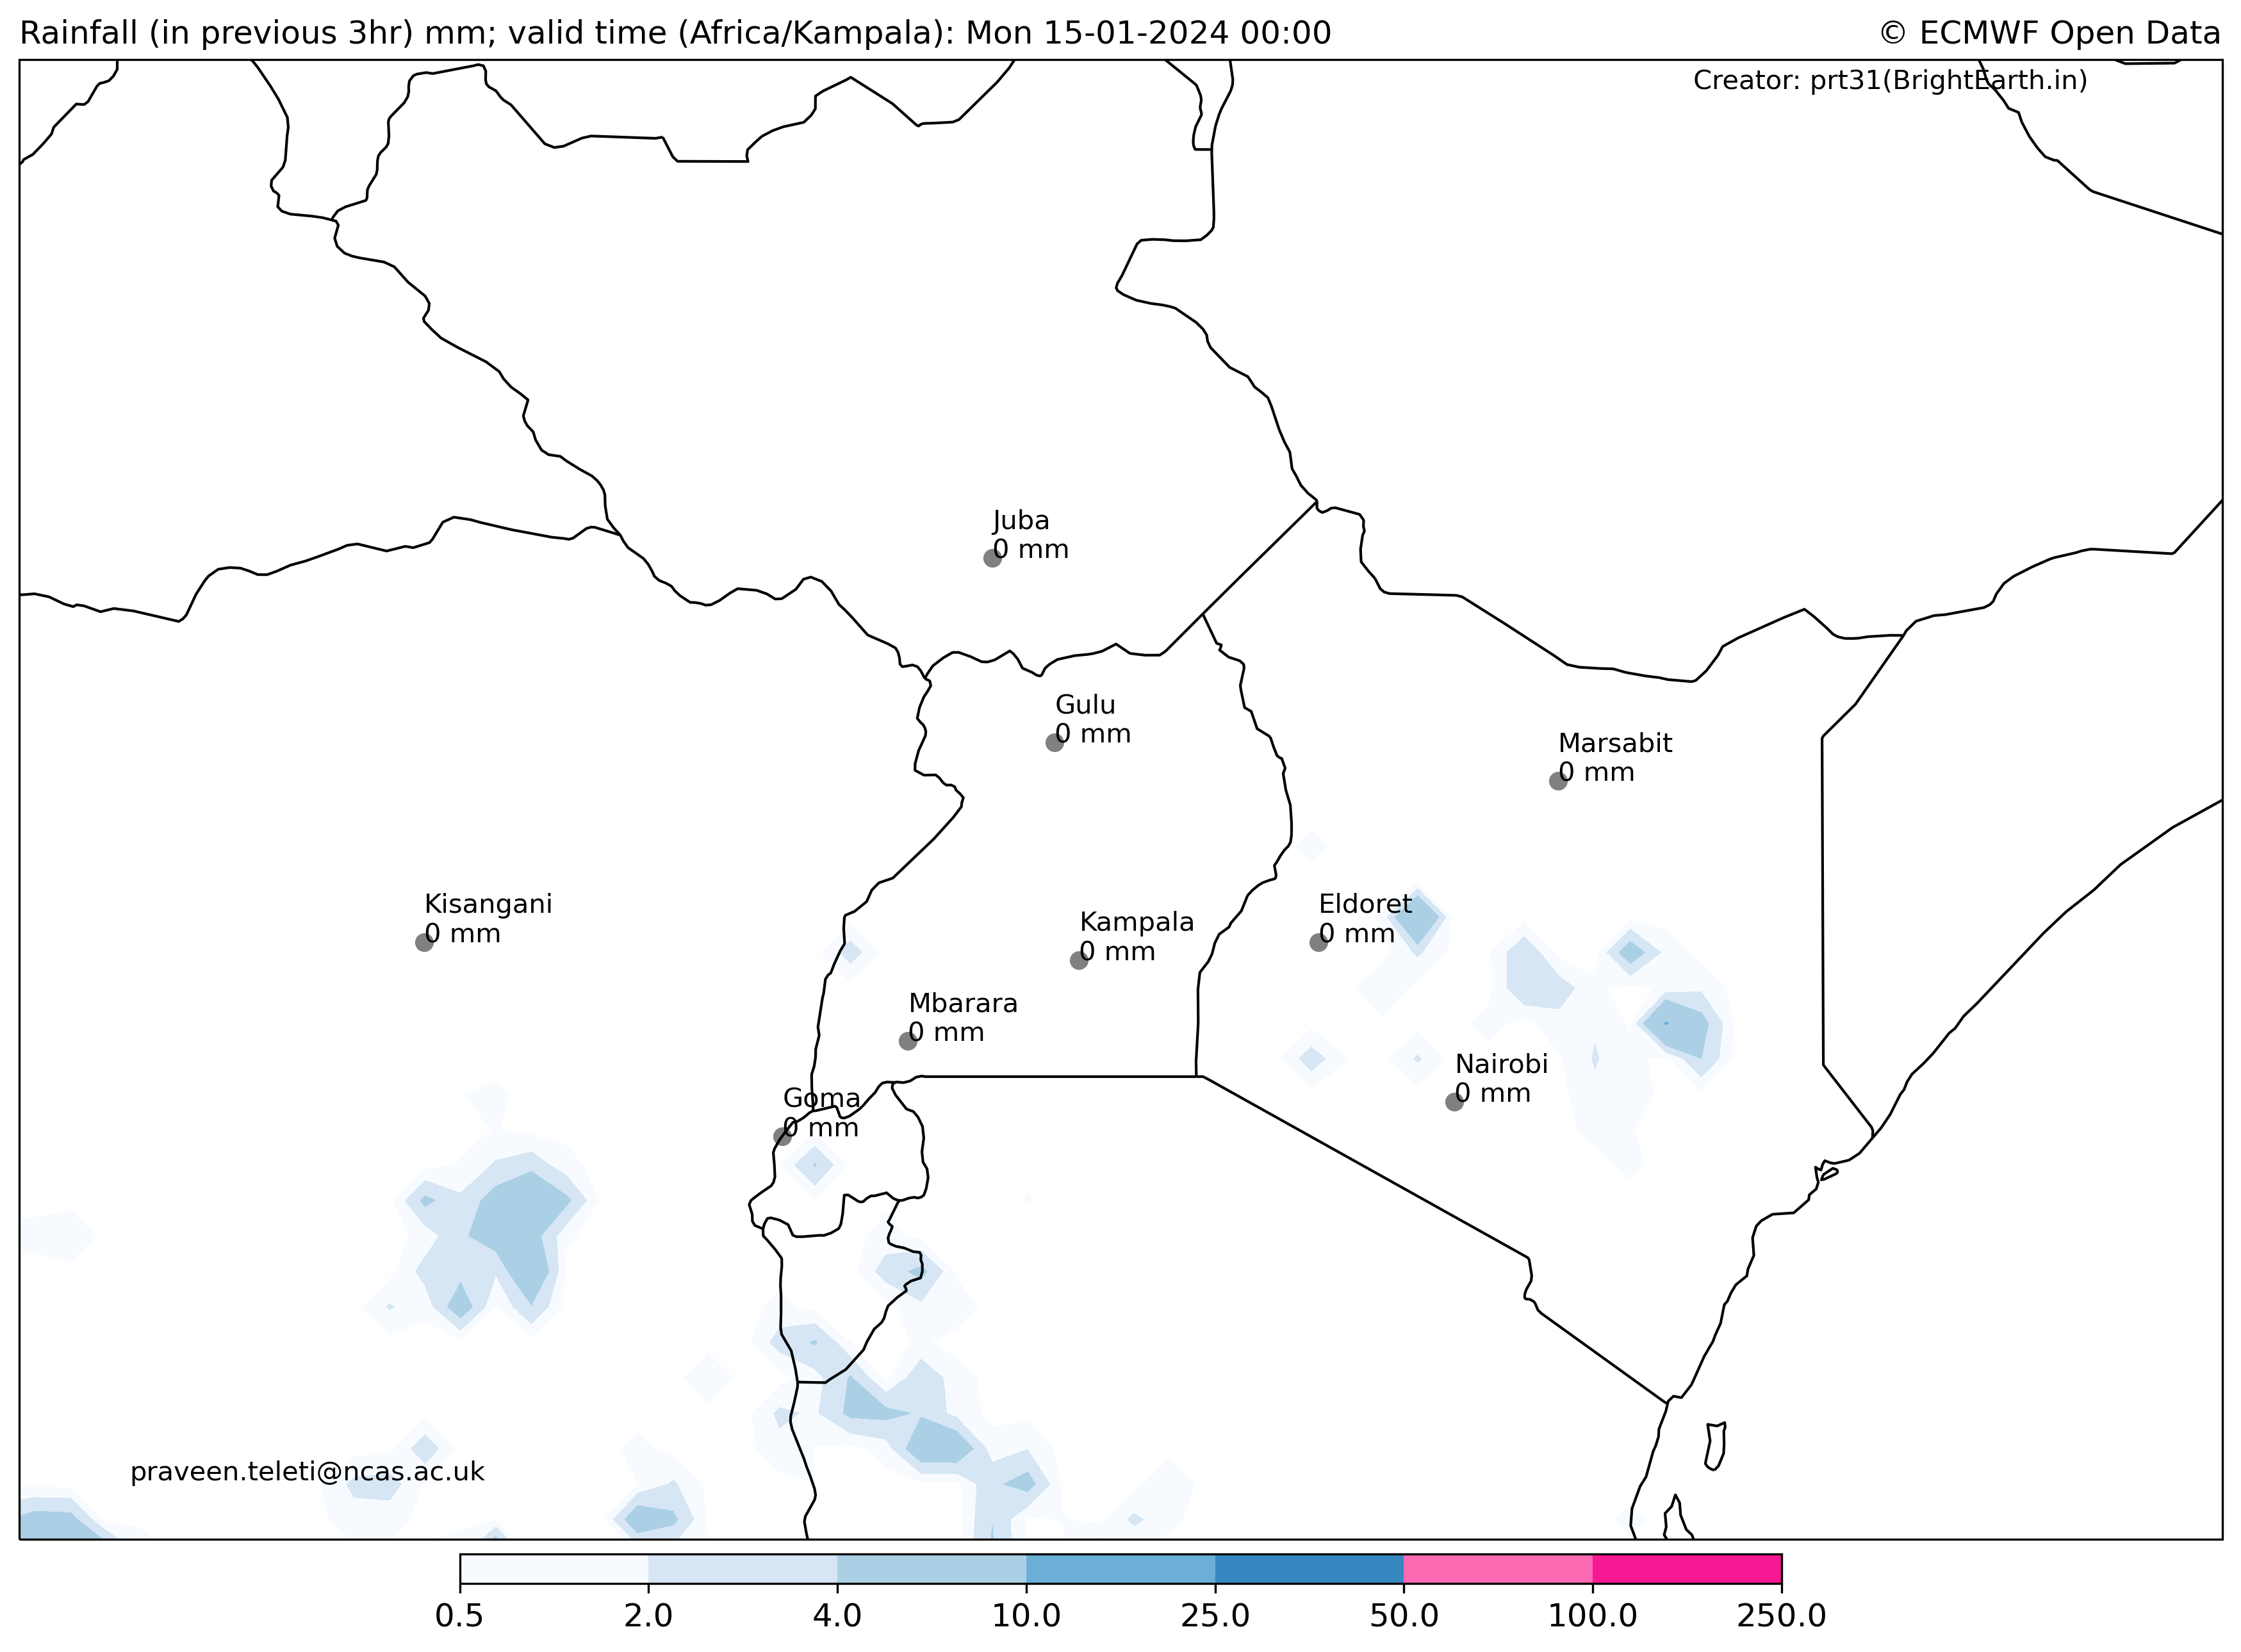 Rainfall (in previous 3hr) mm; valid time (Africa/Kampala): Mon 15-01-2024 00:00
© ECMWF Open Data
Creator: prt31(BrightEarth.in)
Juba
0 mm
Gulu
0 mm
Marsabit
0 mm
Kisangani
0 mm
Kampala
0 mm
Eldoret
0 mm
Mbarara
0 mm
Nairobi
0 mm
Goma
0 mm
praveen.teleti@ncas.ac.uk
0.5 2.0 4.0 10.0 25.0 50.0 100.0 250.0